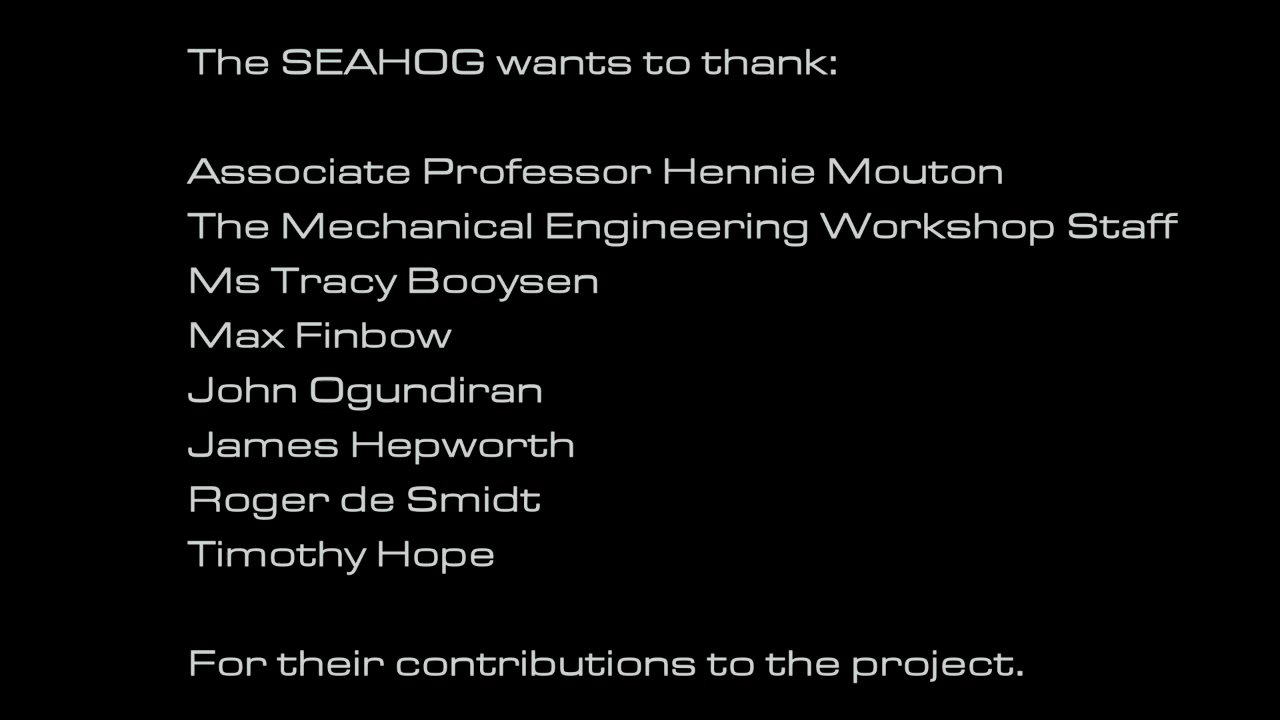 The SEAHOG wants to thank:
Associate Professor Hennie Mouton
The Mechanical Engineering Workshop Staff
Ms Tracy Booysen
Max Finbow
John Ogundiran
James Hepworth
Roger de Smidt
Timothy Hope
For their contributions to the project.